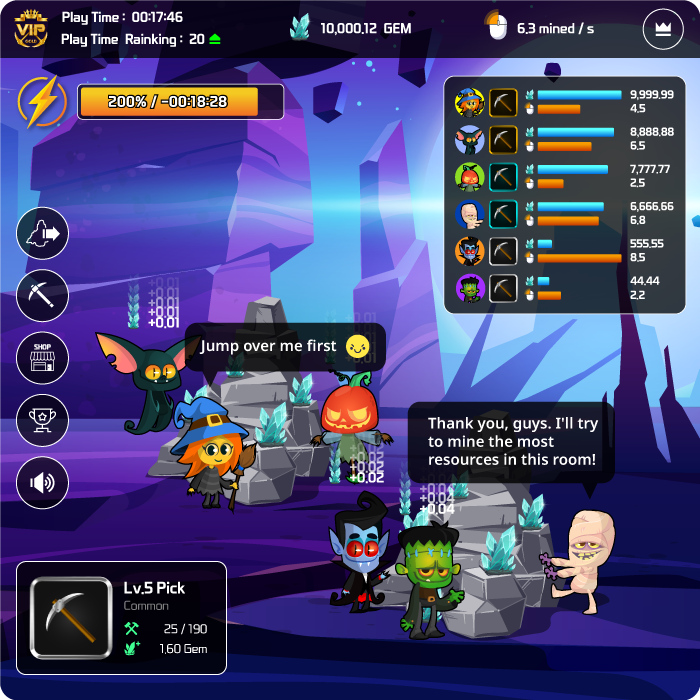 VIP
GOLD
Play Time : 00:17:46
Play Time Rainking : 20
10,000.12 GEM
6.3 mined / s
200% / -00:18:28
9,999.99
4.5
8,888.88
6.5
7,777.77
2.5
6,666.66
6.8
555.55
8.5
44.44
2.2
SHOP
+0.01
+0.01
+0.01
+0.01
Jump over me first
Thank you, guys. I'll try
to mine the most
resources in this room!
+0.02
+0.02
+0.02
+0.04
+0.04
Lv.5 Pick
Common
25 / 190
1.60 Gem